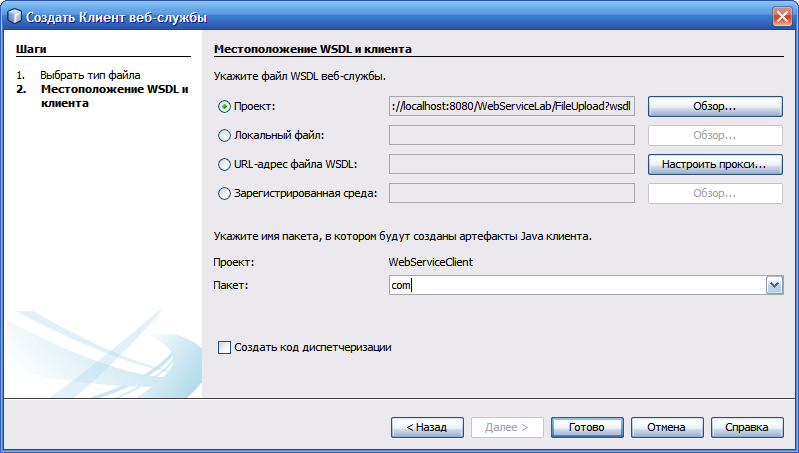 Создать Клиент веб-службы
Шаги
1. Выбрать тип файла
2. Местоположение WSDL и
клиента
Местоположение WSDL и клиента
Укажите файл WSDL веб-службы.
Проект: ://localhost:8080/WebServiceLab/FileUpload?wsdl Обзор...
Локальный файл: Обзор...
URL-адрес файла WSDL: Настроить прокси...
Зарегистрированная среда: Обзор...
Укажите имя пакета, в котором будут созданы артефакты Java клиента.
Проект: WebServiceClient
Пакет: com
Создать код диспетчеризации
< Назад Далее > Готово Отмена Справка